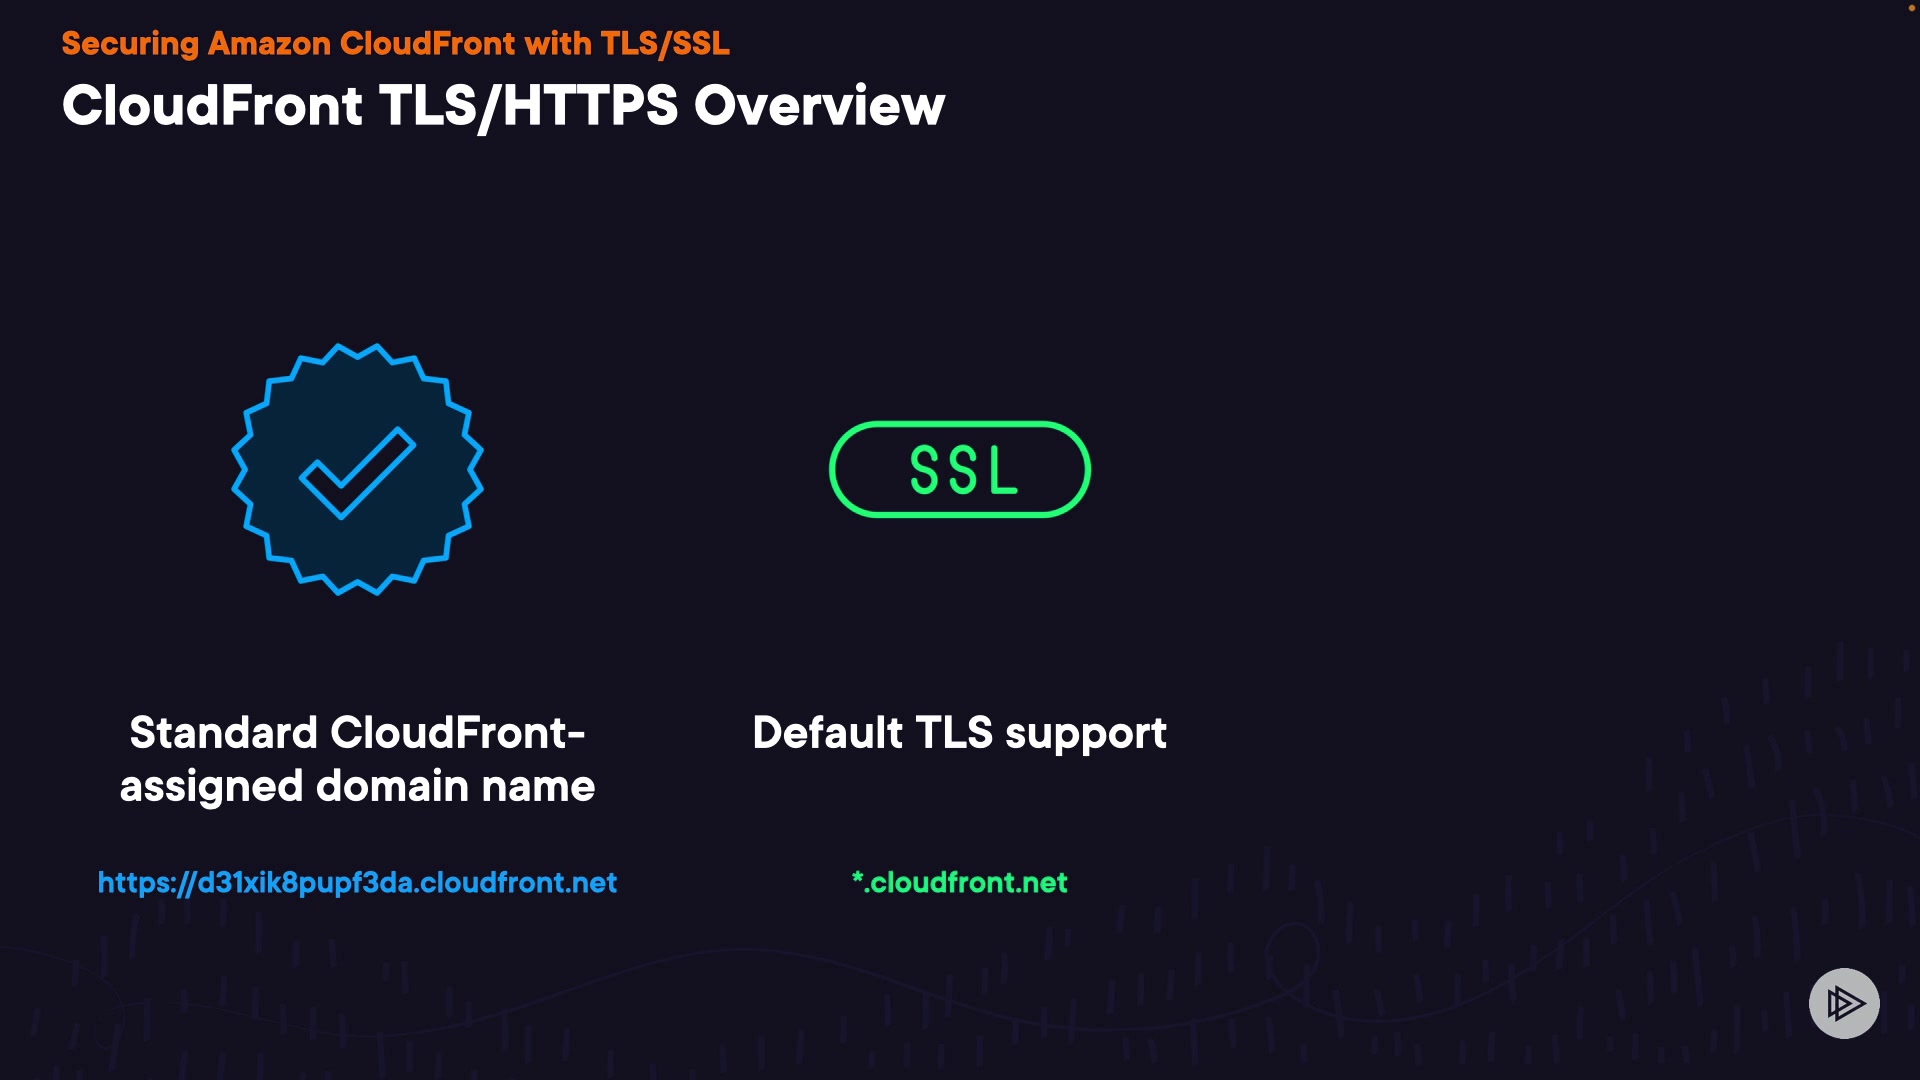 Securing Amazon CloudFront with TLS/SSL
CloudFront TLS/HTTPS Overview
SSL
Standard CloudFront-
assigned domain name
Default TLS support
https://d31xik8pupf3da.cloudfront.net
*.cloudfront.net